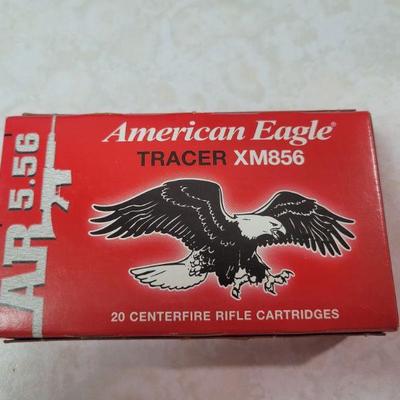 American Eagle®
TRACER XM856
20 CENTERFIRE RIFLE CARTRIDGES
AR 5.56